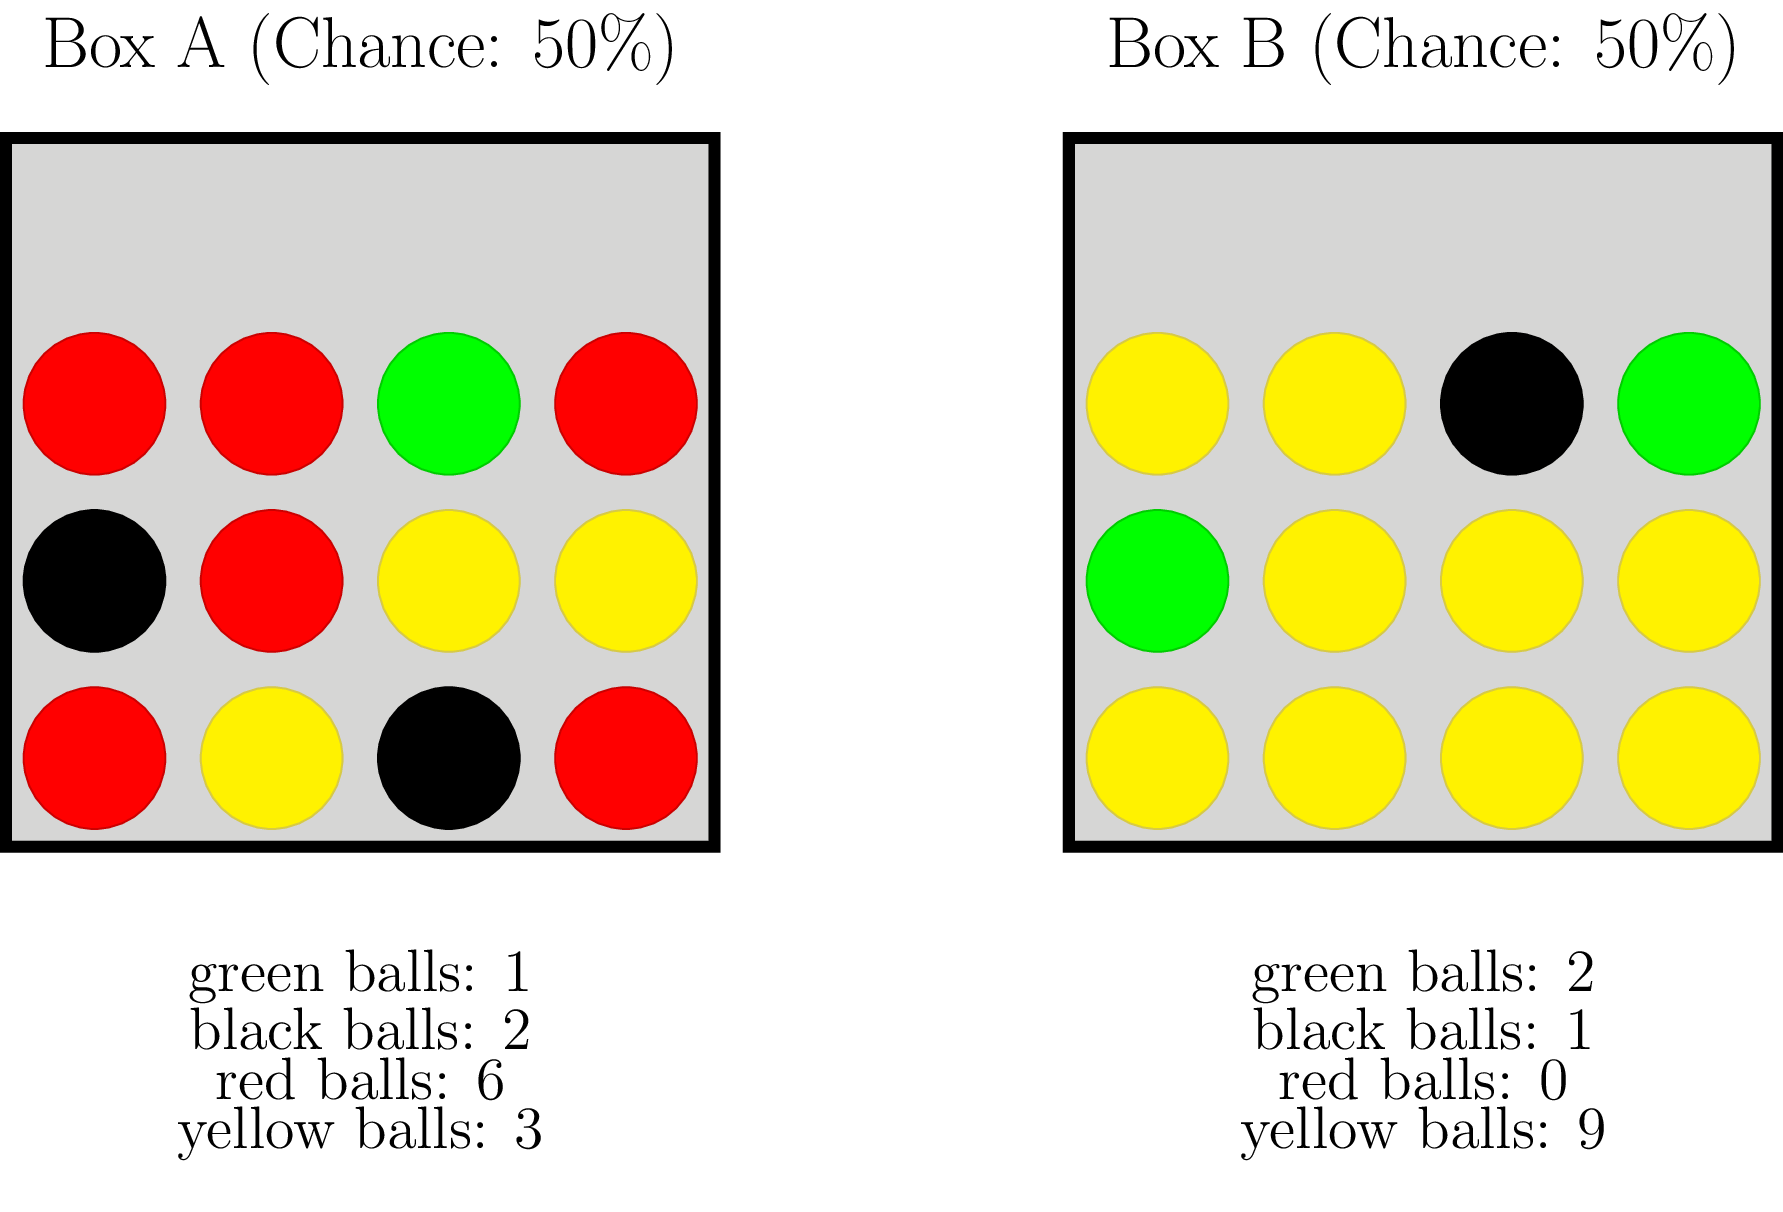 Box A (Chance: 50%)
Box B (Chance: 50%)
green balls: 1
black balls: 2
red balls: 6
yellow balls: 3
green balls: 2
black balls: 1
red balls: 0
yellow balls: 9